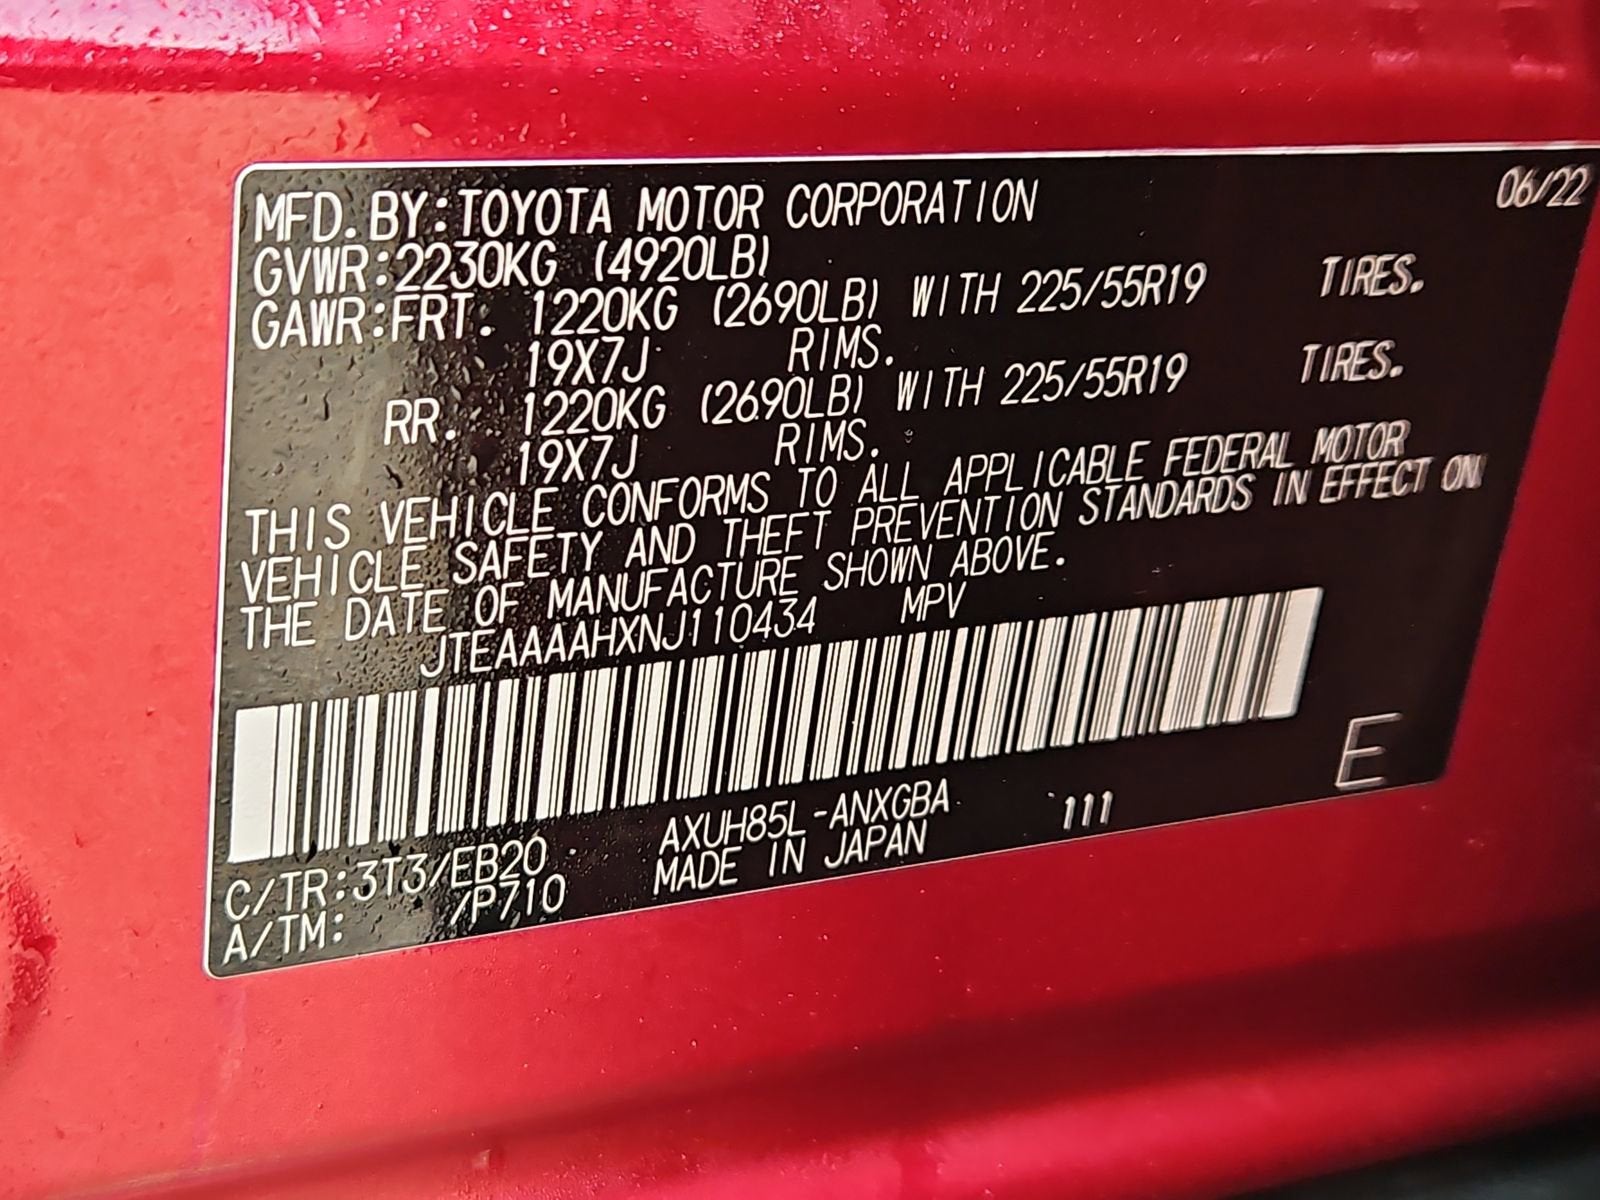 06/22
MFD. BY:TOYOTA MOTOR CORPORATION
GVWR:2230KG (4920LB)
GAWR:FRT. 1220KG (2690LB) WITH 225/55R19 TIRES.
19X7J RIMS.
RR. 1220KG (2690LB) WITH 225/55R19 TIRES.
19X7J RIMS.
THIS VEHICLE CONFORMS TO ALL APPLICABLE FEDERAL MOTOR
VEHICLE SAFETY AND THEFT PREVENTION STANDARDS IN EFFECT ON
THE DATE OF MANUFACTURE SHOWN ABOVE.
JTEAAAAHXNJ110434 MPV
E
C/TR:3T3/EB20 AXUH85L-ANXGBA 111
A/TM: /P710 MADE IN JAPAN